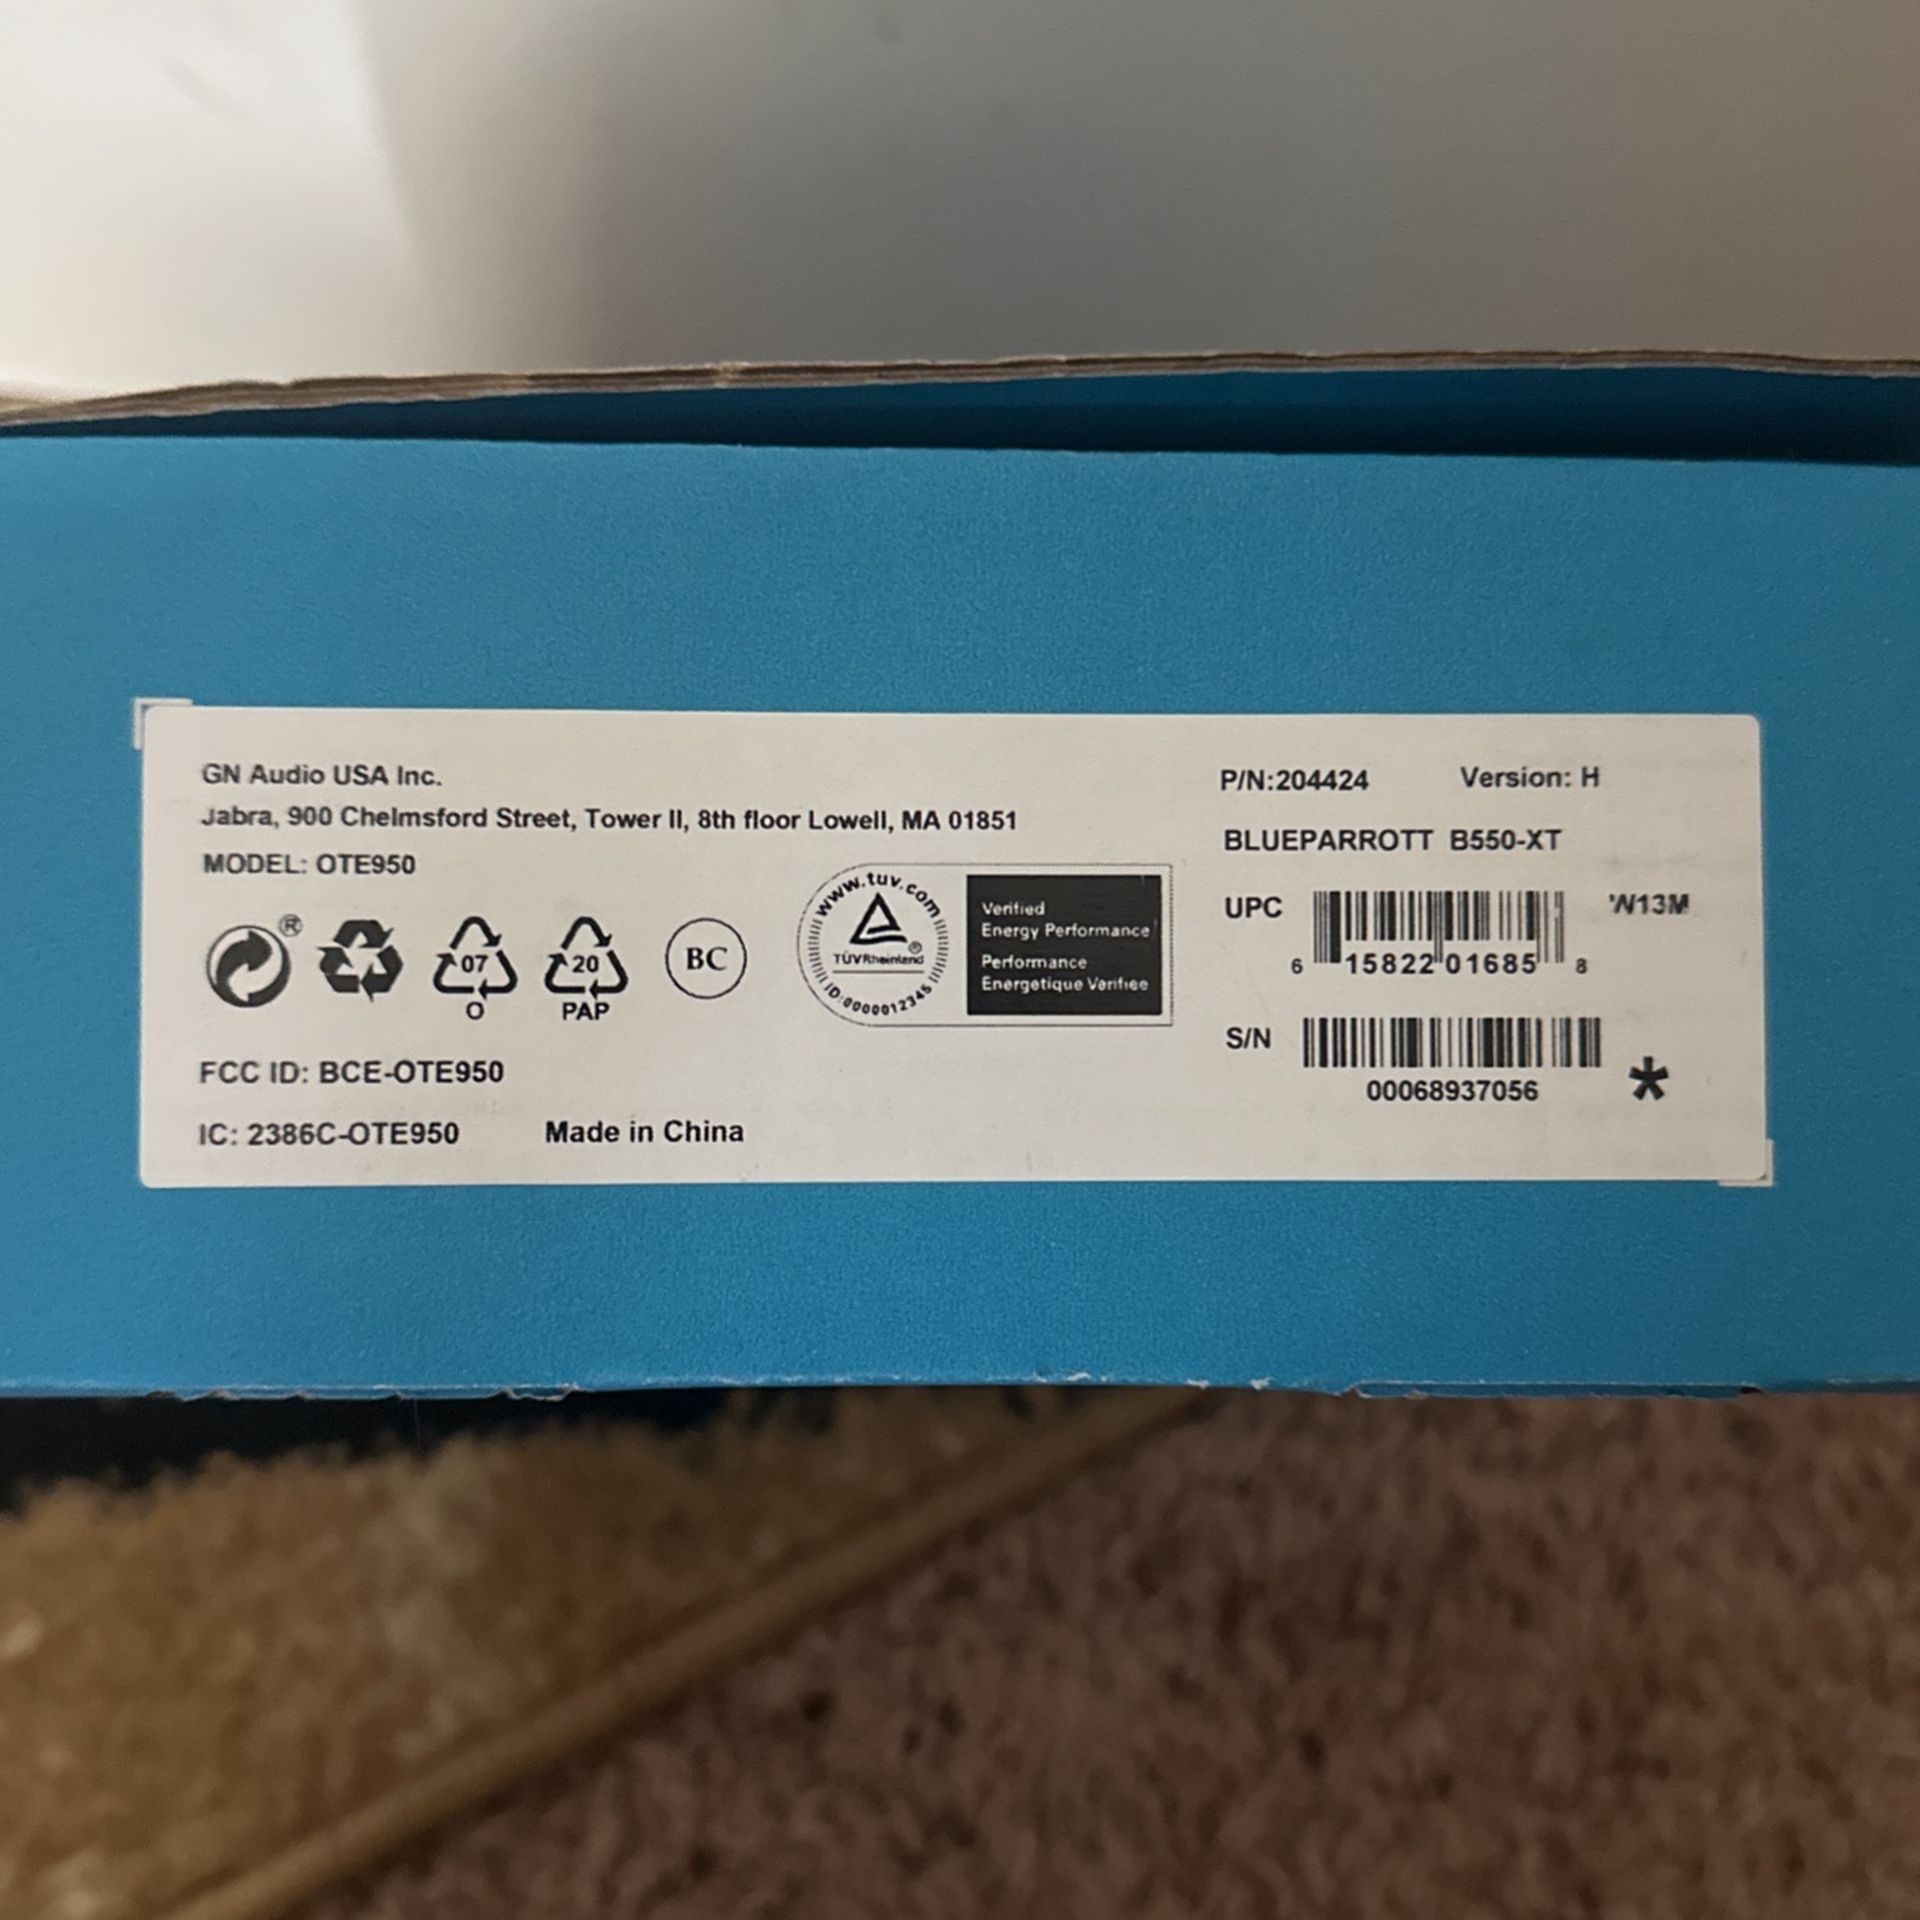 GN Audio USA Inc.
Jabra, 900 Chelmsford Street, Tower II, 8th floor Lowell, MA 01851
MODEL: OTE950
®
07
O
20
PAP
BC
www.tuv.com
®
TÜVRheinland
ID:0000012345
Verified
Energy Performance
Performance
Energetique Verifiee
FCC ID: BCE-OTE950
IC: 2386C-OTE950 Made in China
P/N:204424 Version: H
BLUEPARROTT B550-XT
UPC W13M
6 15822 01685 8
S/N
00068937056
*